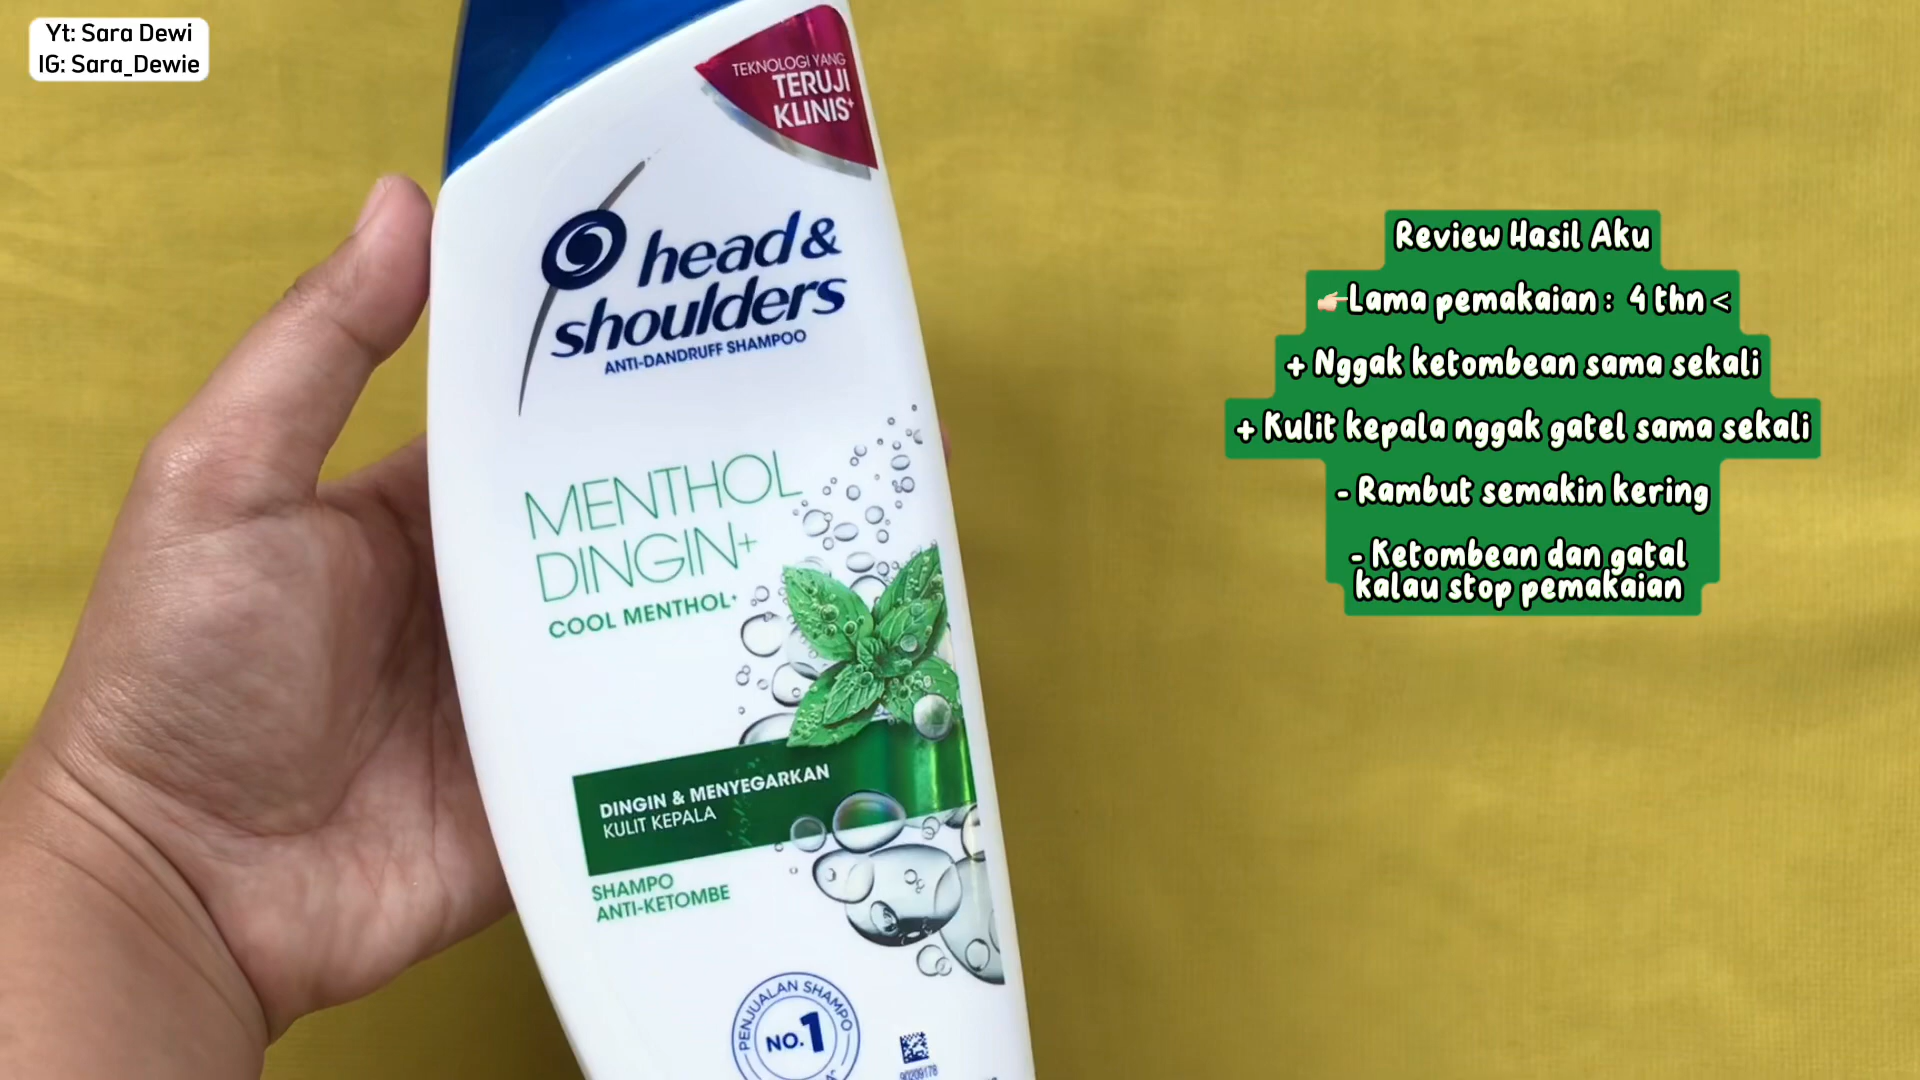 Yt: Sara Dewi
IG: Sara_Dewie
TEKNOLOGI YANG
TERUJI
KLINIS+
head &
shoulders
ANTI-DANDRUFF SHAMPOO
MENTHOL
DINGIN+
COOL MENTHOL+
DINGIN & MENYEGARKAN
KULIT KEPALA
SHAMPO
ANTI-KETOMBE
PENJUALAN SHAMPO
NO.1
90209178
Review Hasil Aku
👉🏻Lama pemakaian : 4 thn <
+ Nggak ketombean sama sekali
+ Kulit kepala nggak gatel sama sekali
- Rambut semakin kering
- Ketombean dan gatal
kalau stop pemakaian